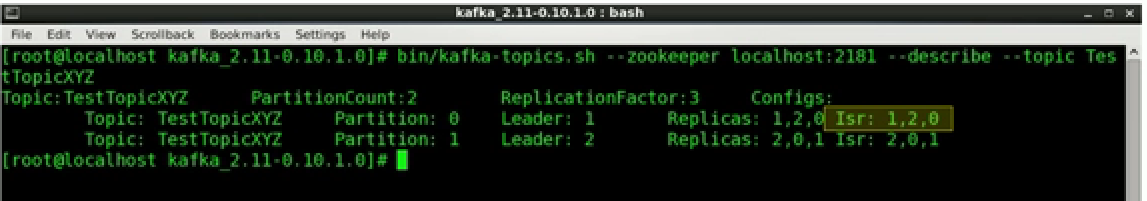 kafka_2.11-0.10.1.0 : bash
File Edit View Scrollback Bookmarks Settings Help
[root@localhost kafka_2.11-0.10.1.0]# bin/kafka-topics.sh --zookeeper localhost:2181 --describe --topic Tes
tTopicXYZ
Topic:TestTopicXYZ PartitionCount:2 ReplicationFactor:3 Configs:
Topic: TestTopicXYZ Partition: 0 Leader: 1 Replicas: 1,2,0 Isr: 1,2,0
Topic: TestTopicXYZ Partition: 1 Leader: 2 Replicas: 2,0,1 Isr: 2,0,1
[root@localhost kafka_2.11-0.10.1.0]#